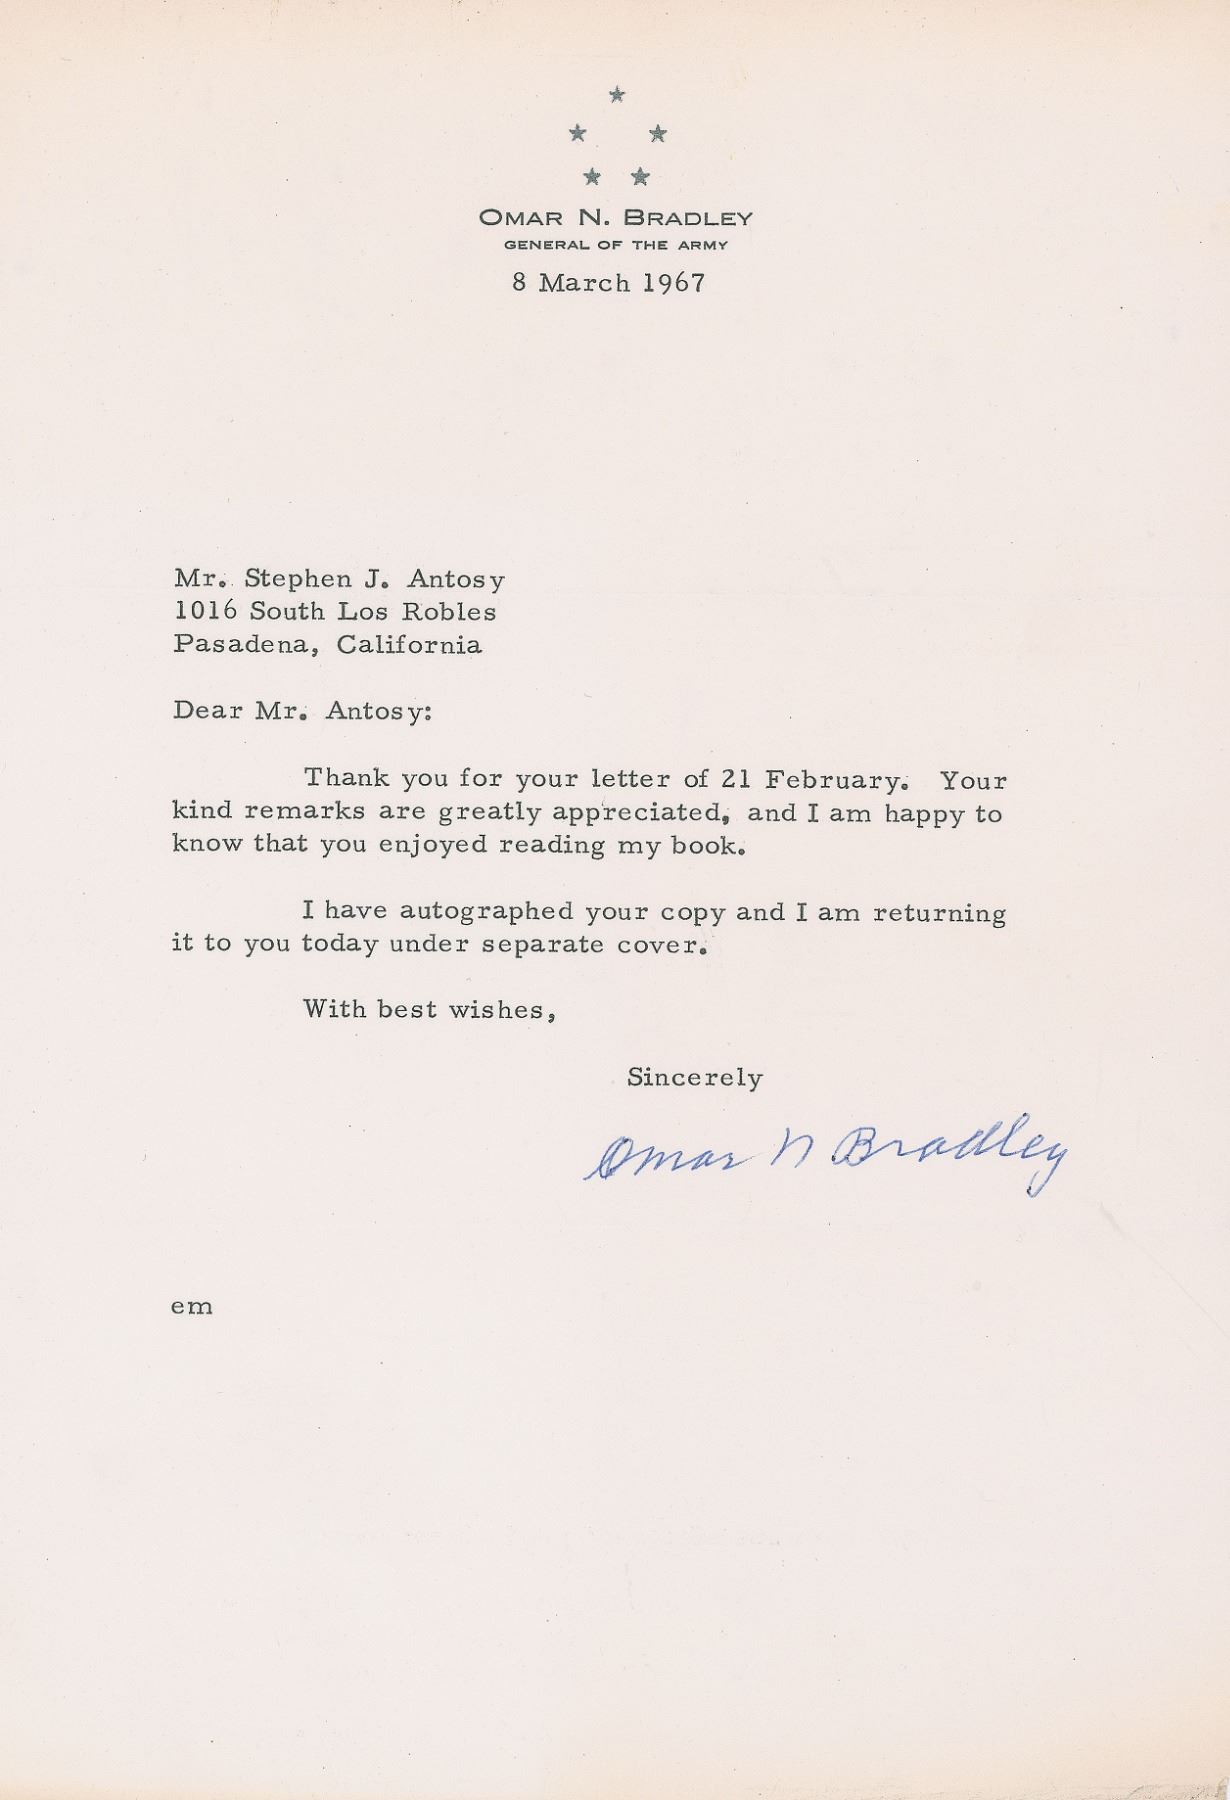 OMAR N. BRADLEY
GENERAL OF THE ARMY
8 March 1967
Mr. Stephen J. Antosy
1016 South Los Robles
Pasadena, California
Dear Mr. Antosy:
Thank you for your letter of 21 February. Your
kind remarks are greatly appreciated, and I am happy to
know that you enjoyed reading my book.
I have autographed your copy and I am returning
it to you today under separate cover.
With best wishes,
Sincerely
Omar N Bradley
em